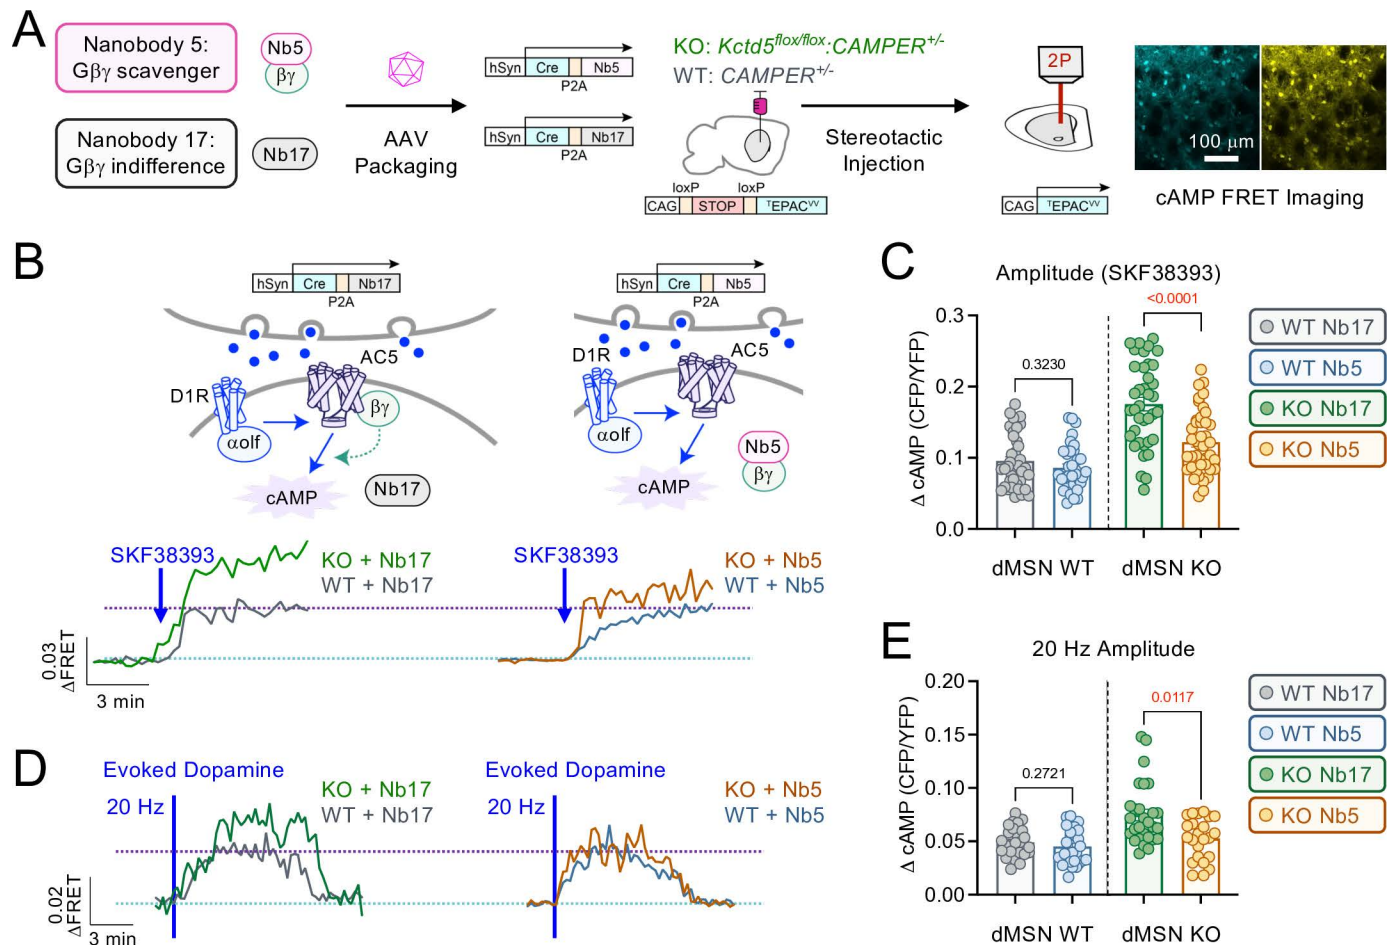 A
Nanobody 5:
Gβγ scavenger
Nb5
βγ
Nanobody 17:
Gβγ indifference
Nb17
AAV
Packaging
hSyn Cre Nb5
P2A
hSyn Cre Nb17
P2A
KO: Kctd5flox/flox:CAMPER+/-
WT: CAMPER+/-
loxP loxP
CAG STOP TEPACVV
Stereotactic
Injection
2P
CAG TEPACVV
100 μm
cAMP FRET Imaging
B
hSyn Cre Nb17
P2A
D1R
AC5
αolf
βγ
cAMP
Nb17
hSyn Cre Nb5
P2A
D1R
AC5
αolf
Nb5
βγ
cAMP
SKF38393
KO + Nb17
WT + Nb17
0.03
ΔFRET
3 min
SKF38393
KO + Nb5
WT + Nb5
C
Amplitude (SKF38393)
Δ cAMP (CFP/YFP)
0.3
0.2
0.1
0.0
0.3230
<0.0001
dMSN WT
dMSN KO
WT Nb17
WT Nb5
KO Nb17
KO Nb5
D
Evoked Dopamine
20 Hz
KO + Nb17
WT + Nb17
0.02
ΔFRET
3 min
Evoked Dopamine
20 Hz
KO + Nb5
WT + Nb5
E
20 Hz Amplitude
Δ cAMP (CFP/YFP)
0.20
0.15
0.10
0.05
0.00
0.2721
0.0117
dMSN WT
dMSN KO
WT Nb17
WT Nb5
KO Nb17
KO Nb5